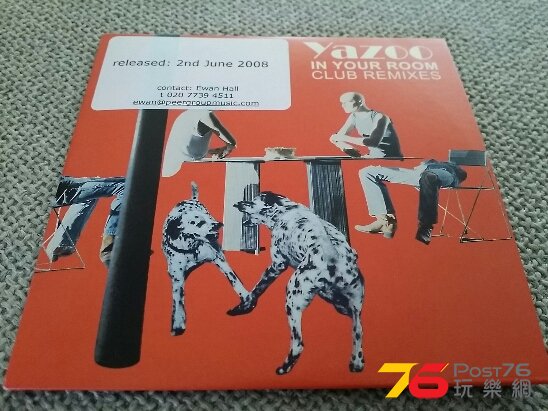 released: 2nd June 2008
contact: Ewan Hall
t 020 7739 4511
ewan@peergroupmusic.com
Yazoo
IN YOUR ROOM
CLUB REMIXES
76 POST76
玩樂網